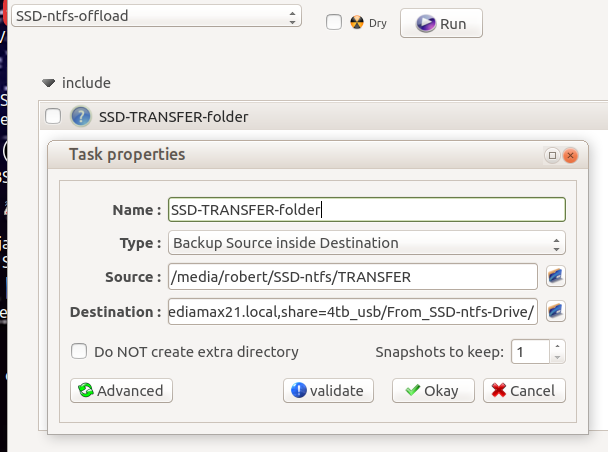 SSD-ntfs-offload
Dry
Run
include
SSD-TRANSFER-folder
Task properties
Name : SSD-TRANSFER-folder
Type : Backup Source inside Destination
Source : /media/robert/SSD-ntfs/TRANSFER
Destination : ediamax21.local,share=4tb_usb/From_SSD-ntfs-Drive/
Do NOT create extra directory Snapshots to keep: 1
Advanced validate Okay Cancel